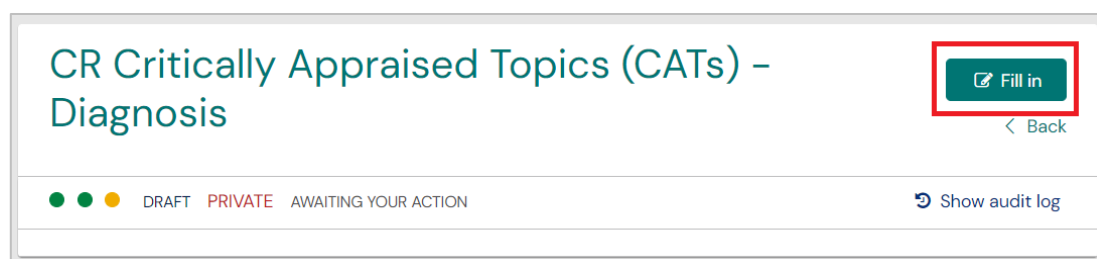 CR Critically Appraised Topics (CATs) –
Diagnosis
Fill in
Back
DRAFT PRIVATE AWAITING YOUR ACTION
Show audit log